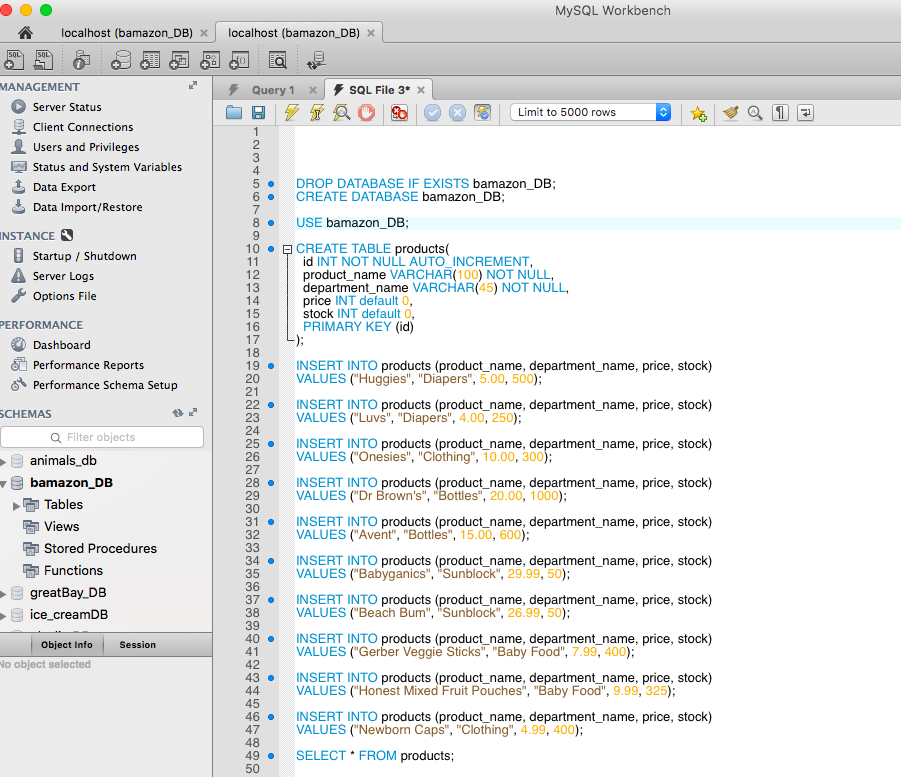 MySQL Workbench
localhost (bamazon_DB)
localhost (bamazon_DB)
MANAGEMENT
Server Status
Client Connections
Users and Privileges
Status and System Variables
Data Export
Data Import/Restore
INSTANCE
Startup / Shutdown
Server Logs
Options File
PERFORMANCE
Dashboard
Performance Reports
Performance Schema Setup
SCHEMAS
Filter objects
animals_db
bamazon_DB
Tables
Views
Stored Procedures
Functions
greatBay_DB
ice_creamDB
Object Info Session
No object selected
Query 1 SQL File 3*
Limit to 5000 rows
1
2
3
4
5 DROP DATABASE IF EXISTS bamazon_DB;
6 CREATE DATABASE bamazon_DB;
7
8 USE bamazon_DB;
9
10 CREATE TABLE products(
11 id INT NOT NULL AUTO_INCREMENT,
12 product_name VARCHAR(100) NOT NULL,
13 department_name VARCHAR(45) NOT NULL,
14 price INT default 0,
15 stock INT default 0,
16 PRIMARY KEY (id)
17 );
18
19 INSERT INTO products (product_name, department_name, price, stock)
20 VALUES ("Huggies", "Diapers", 5.00, 500);
21
22 INSERT INTO products (product_name, department_name, price, stock)
23 VALUES ("Luvs", "Diapers", 4.00, 250);
24
25 INSERT INTO products (product_name, department_name, price, stock)
26 VALUES ("Onesies", "Clothing", 10.00, 300);
27
28 INSERT INTO products (product_name, department_name, price, stock)
29 VALUES ("Dr Brown's", "Bottles", 20.00, 1000);
30
31 INSERT INTO products (product_name, department_name, price, stock)
32 VALUES ("Avent", "Bottles", 15.00, 600);
33
34 INSERT INTO products (product_name, department_name, price, stock)
35 VALUES ("Babyganics", "Sunblock", 29.99, 50);
36
37 INSERT INTO products (product_name, department_name, price, stock)
38 VALUES ("Beach Bum", "Sunblock", 26.99, 50);
39
40 INSERT INTO products (product_name, department_name, price, stock)
41 VALUES ("Gerber Veggie Sticks", "Baby Food", 7.99, 400);
42
43 INSERT INTO products (product_name, department_name, price, stock)
44 VALUES ("Honest Mixed Fruit Pouches", "Baby Food", 9.99, 325);
45
46 INSERT INTO products (product_name, department_name, price, stock)
47 VALUES ("Newborn Caps", "Clothing", 4.99, 400);
48
49 SELECT * FROM products;
50